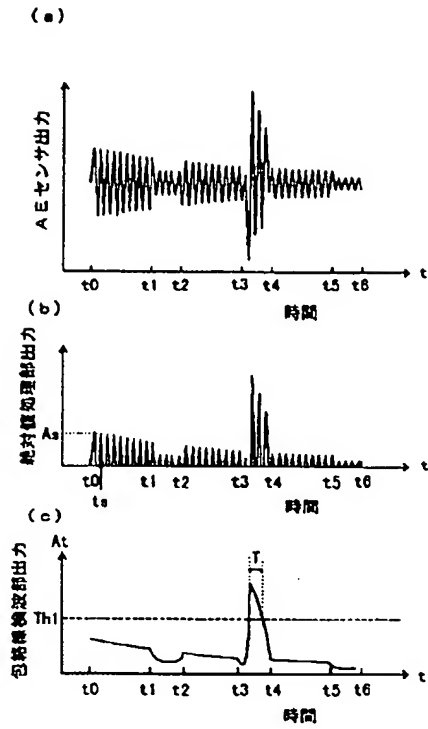 (a)
AEセンサ出力
t0 t1 t2 t3 t4 t5 t6 t
時間
(b)
絶対値処理部出力
As
t0 t1 t2 t3 t4 t5 t6 t
ts
時間
(c)
At
包絡線検波部出力
T
Th1
t0 t1 t2 t3 t4 t5 t6 t
時間